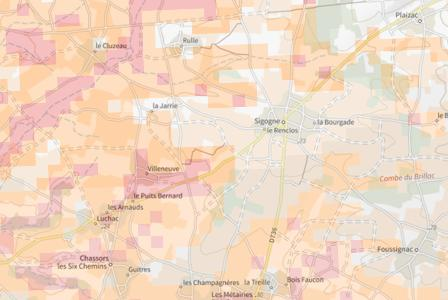 Plaizac
Rulle
le Cluzeau
la Jarrie
Sigogne
la Bourgade
le Renclos
Villeneuve
Combe du Brillac
le Puits Bernard
les Arnauds
Luchac
D736
Foussignac
Chassors
les Six Chemins
Guitres
les Champagnères
la Treille
Bois Faucon
Les Métairies